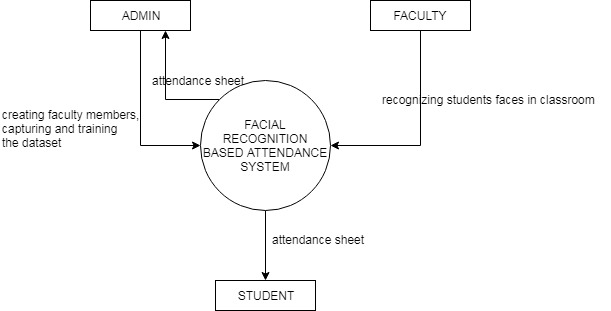 ADMIN
FACULTY
attendance sheet
recognizing students faces in classroom
creating faculty members,
capturing and training
the dataset
FACIAL
RECOGNITION
BASED ATTENDANCE
SYSTEM
attendance sheet
STUDENT